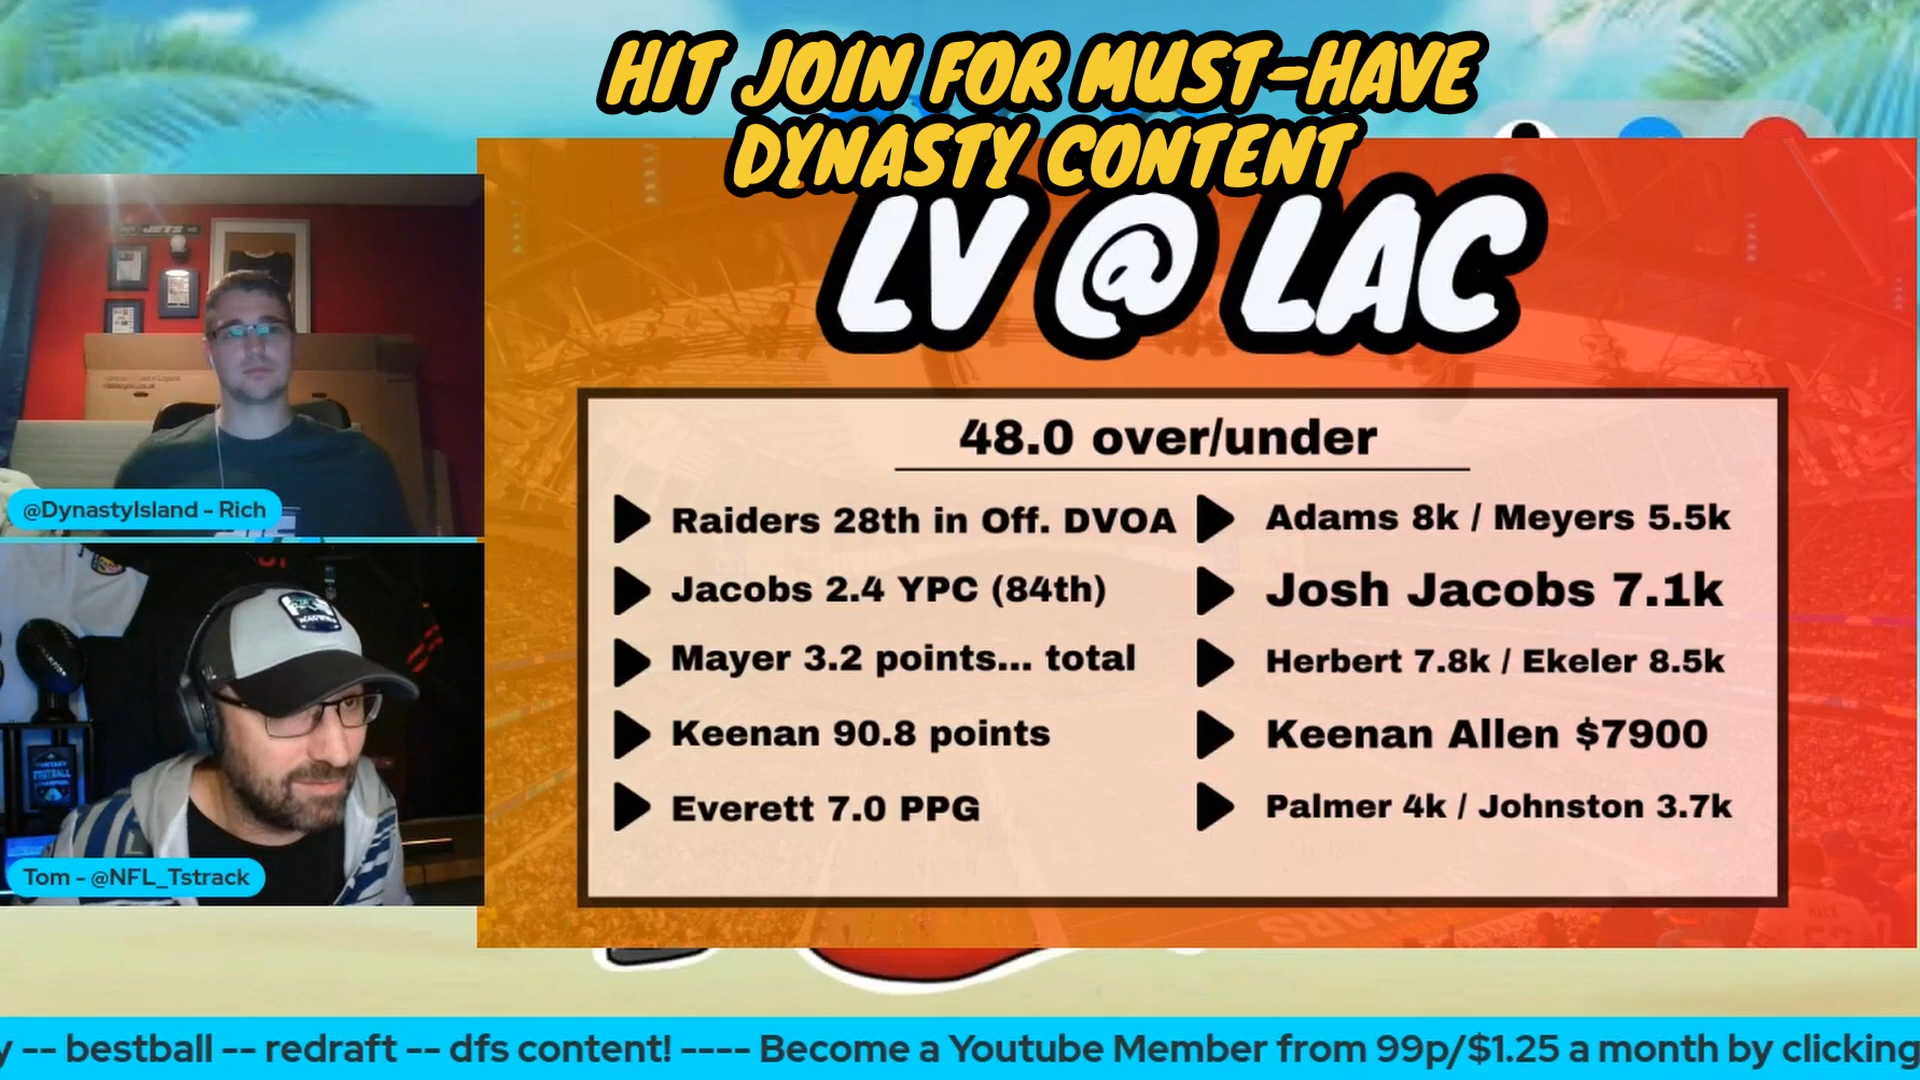 HIT JOIN FOR MUST-HAVE
DYNASTY CONTENT
LV @ LAC
48.0 over/under
Raiders 28th in Off. DVOA
Jacobs 2.4 YPC (84th)
Mayer 3.2 points... total
Keenan 90.8 points
Everett 7.0 PPG
Adams 8k / Meyers 5.5k
Josh Jacobs 7.1k
Herbert 7.8k / Ekeler 8.5k
Keenan Allen $7900
Palmer 4k / Johnston 3.7k
JETS
@DynastyIsland - Rich
FANTASY
FOOTBALL
Tom - @NFL_Tstrack
y -- bestball -- redraft -- dfs content! ---- Become a Youtube Member from 99p/$1.25 a month by clicking